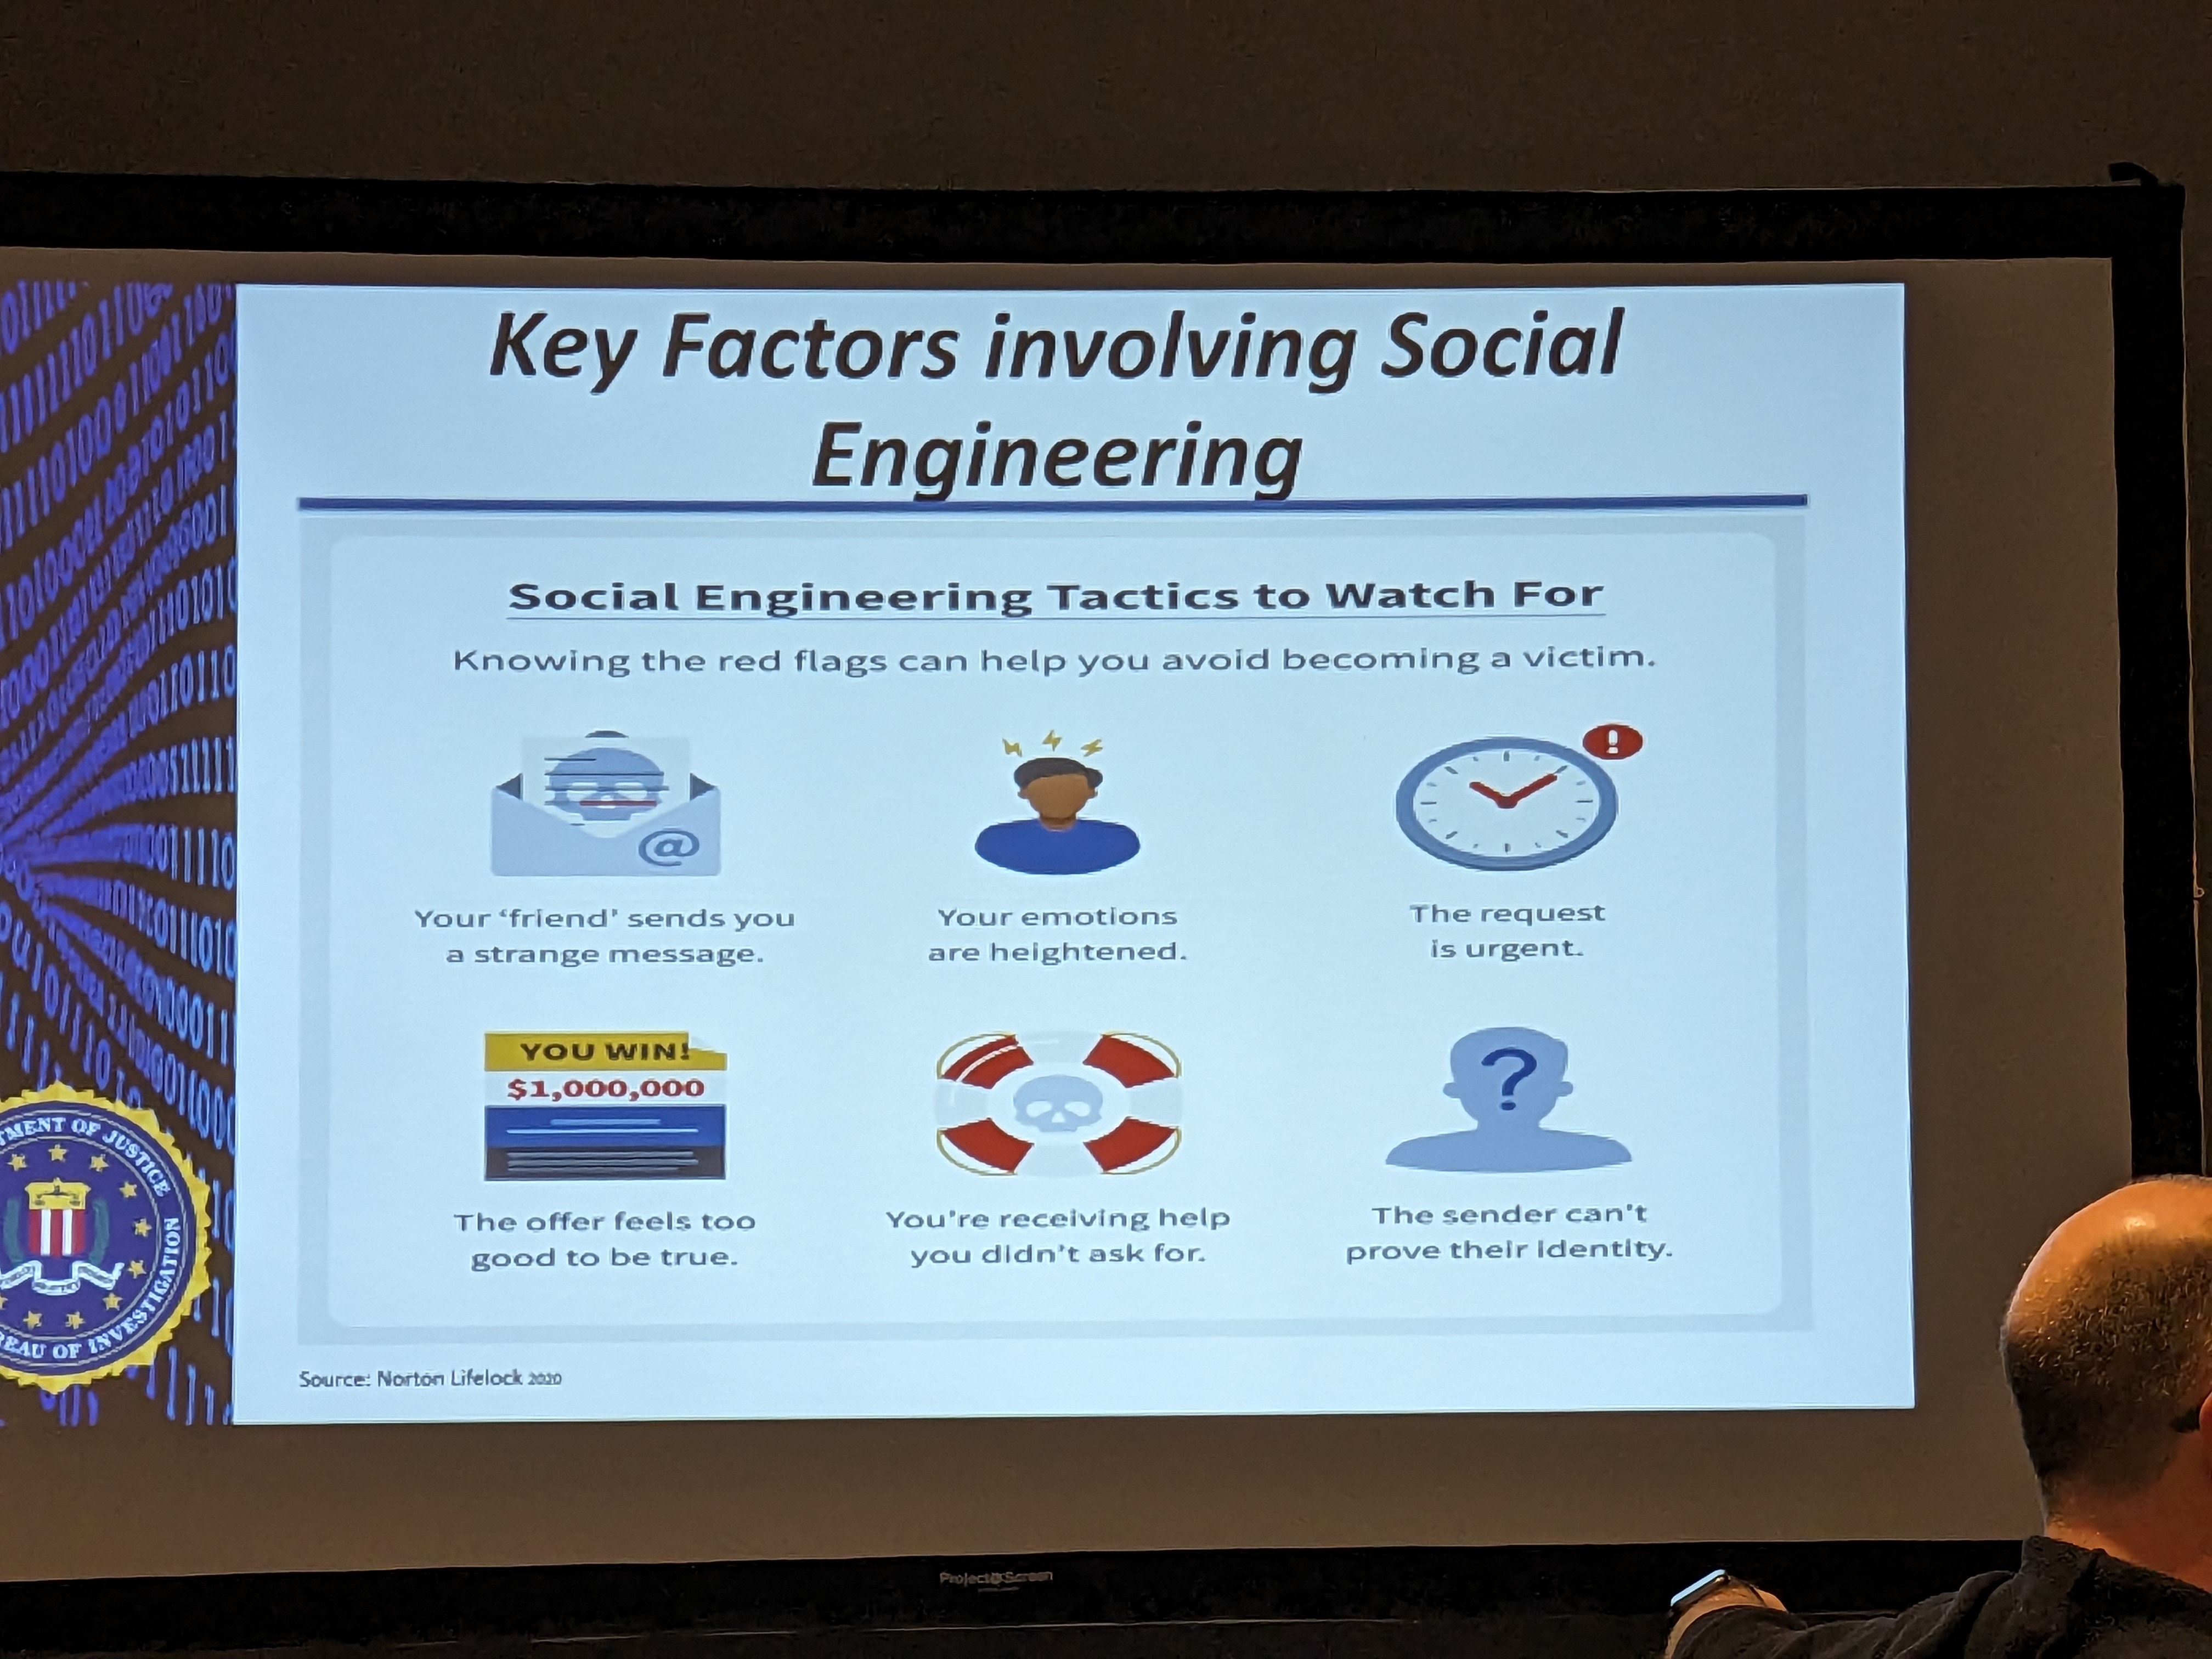 Key Factors involving Social
Engineering
Social Engineering Tactics to Watch For
Knowing the red flags can help you avoid becoming a victim.
@
!
Your ‘friend’ sends you
a strange message.
Your emotions
are heightened.
The request
is urgent.
YOU WIN!
$1,000,000
?
The offer feels too
good to be true.
You're receiving help
you didn't ask for.
The sender can't
prove their identity.
Source: Norton Lifelock 2020
TMENT OF JUSTICE
REAU OF INVESTIGATION
Project@Screen